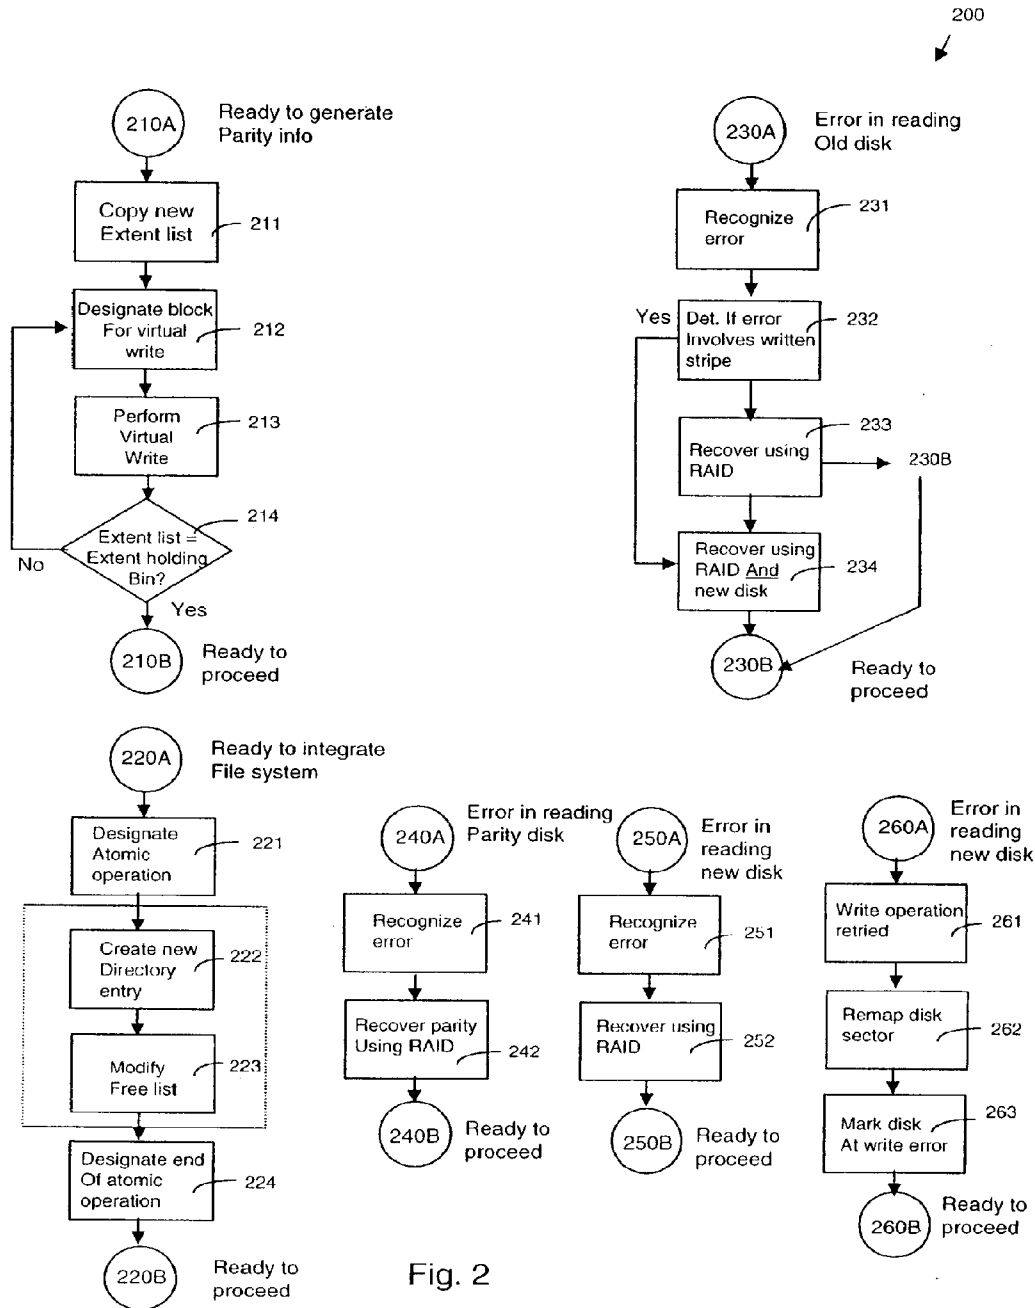 200
210A
Ready to generate
Parity info
Copy new
Extent list
211
Designate block
For virtual
write
212
Perform
Virtual
Write
213
Extent list =
Extent holding
Bin?
214
No
Yes
210B
Ready to
proceed
230A
Error in reading
Old disk
Recognize
error
231
Yes
Det. If error
Involves written
stripe
232
Recover using
RAID
233
230B
Recover using
RAID And
new disk
234
230B
Ready to
proceed
220A
Ready to integrate
File system
Designate
Atomic
operation
221
Create new
Directory
entry
222
Modify
Free list
223
Designate end
Of atomic
operation
224
220B
Ready to
proceed
240A
Error in reading
Parity disk
Recognize
error
241
Recover parity
Using RAID
242
240B
Ready to
proceed
250A
Error in
reading
new disk
Recognize
error
251
Recover using
RAID
252
250B
Ready to
proceed
260A
Error in
reading
new disk
Write operation
retried
261
Remap disk
sector
262
Mark disk
At write error
263
260B
Ready to
proceed
Fig. 2